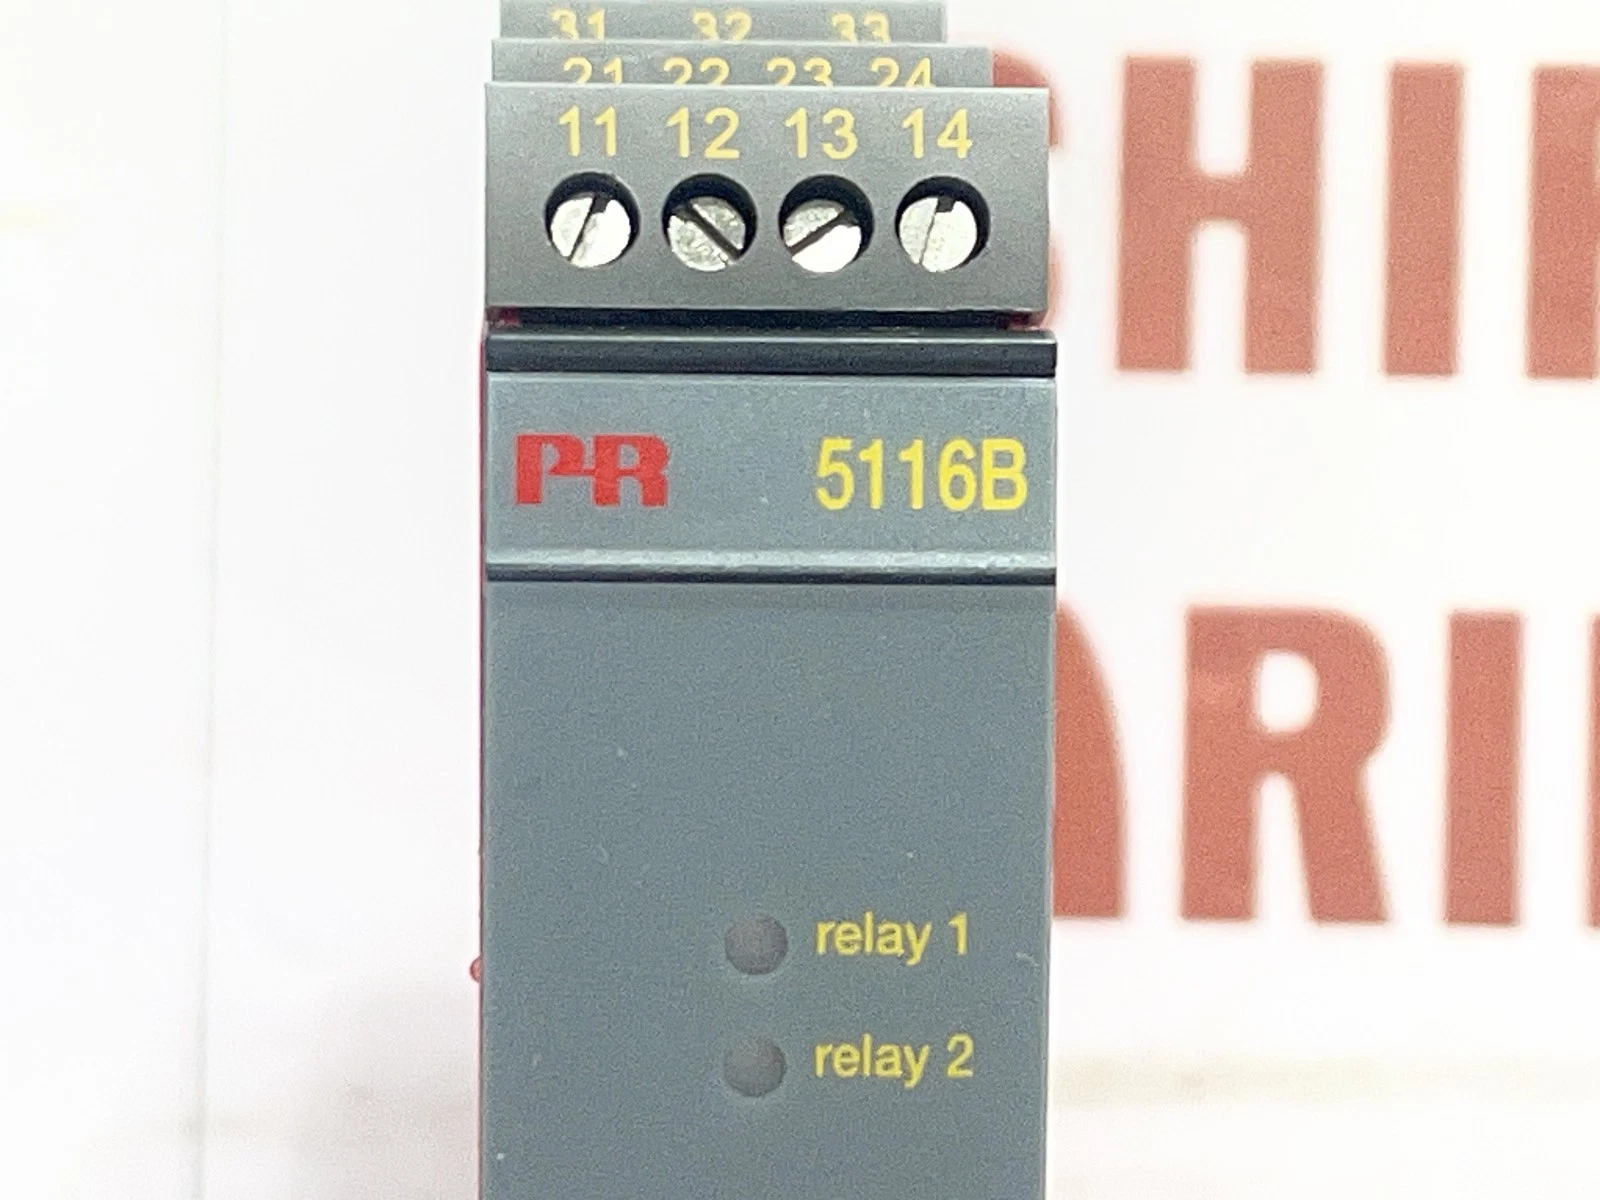 31 32 33
21 22 23 24
11 12 13 14
PR 5116B
relay 1
relay 2